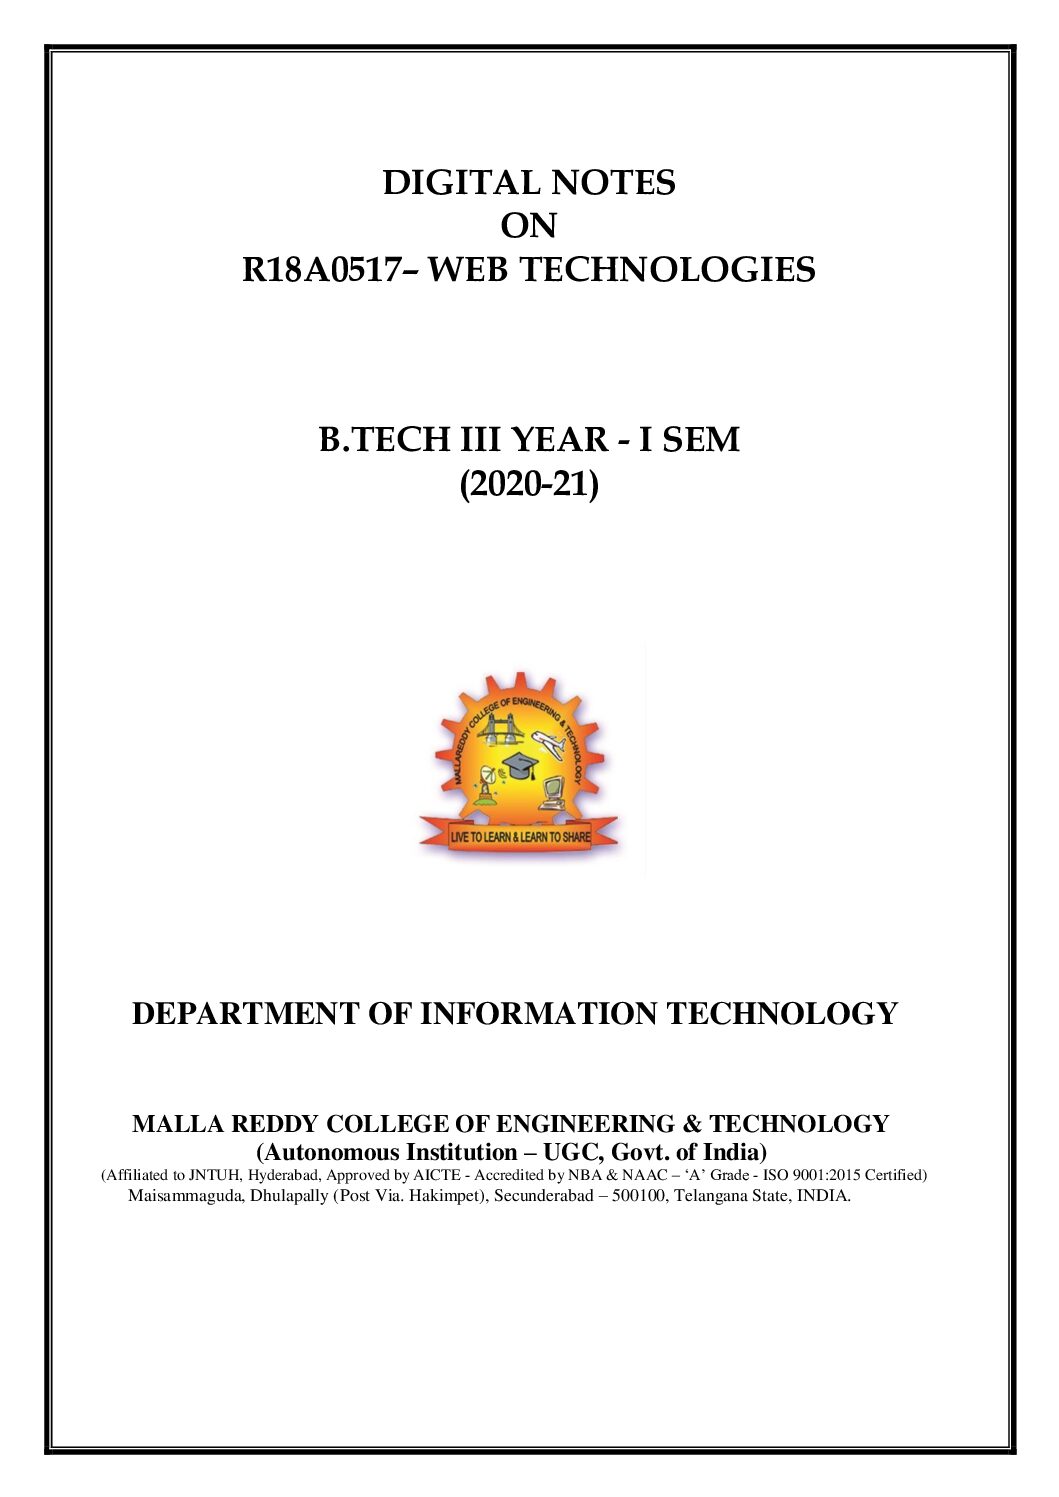 DIGITAL NOTES
ON
R18A0517– WEB TECHNOLOGIES
B.TECH III YEAR - I SEM
(2020-21)
MALLAREDDY COLLEGE OF ENGINEERING & TECHNOLOGY
LIVE TO LEARN & LEARN TO SHARE
DEPARTMENT OF INFORMATION TECHNOLOGY
MALLA REDDY COLLEGE OF ENGINEERING & TECHNOLOGY
(Autonomous Institution – UGC, Govt. of India)
(Affiliated to JNTUH, Hyderabad, Approved by AICTE - Accredited by NBA & NAAC – ‘A’ Grade - ISO 9001:2015 Certified)
Maisammaguda, Dhulapally (Post Via. Hakimpet), Secunderabad – 500100, Telangana State, INDIA.